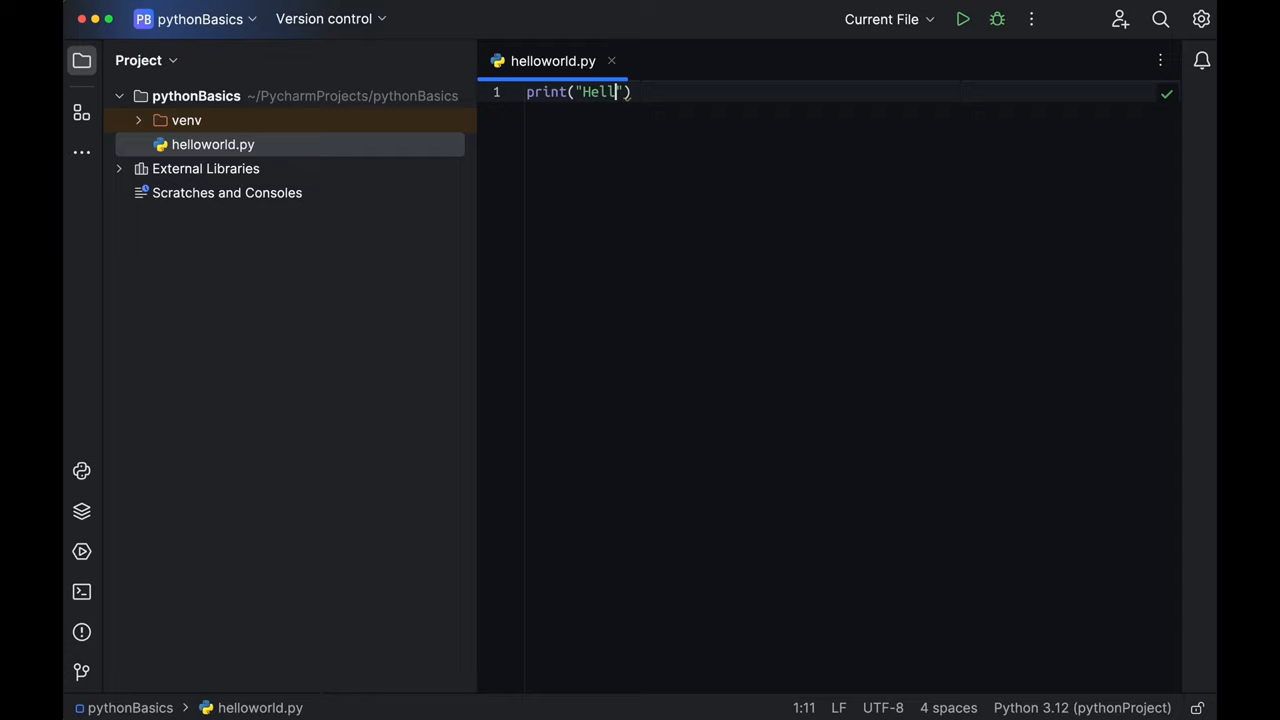 PB pythonBasics Version control Current File
Project
helloworld.py
pythonBasics ~/PycharmProjects/pythonBasics
1 print("Hell")
venv
helloworld.py
External Libraries
Scratches and Consoles
pythonBasics helloworld.py 1:11 LF UTF-8 4 spaces Python 3.12 (pythonProject)